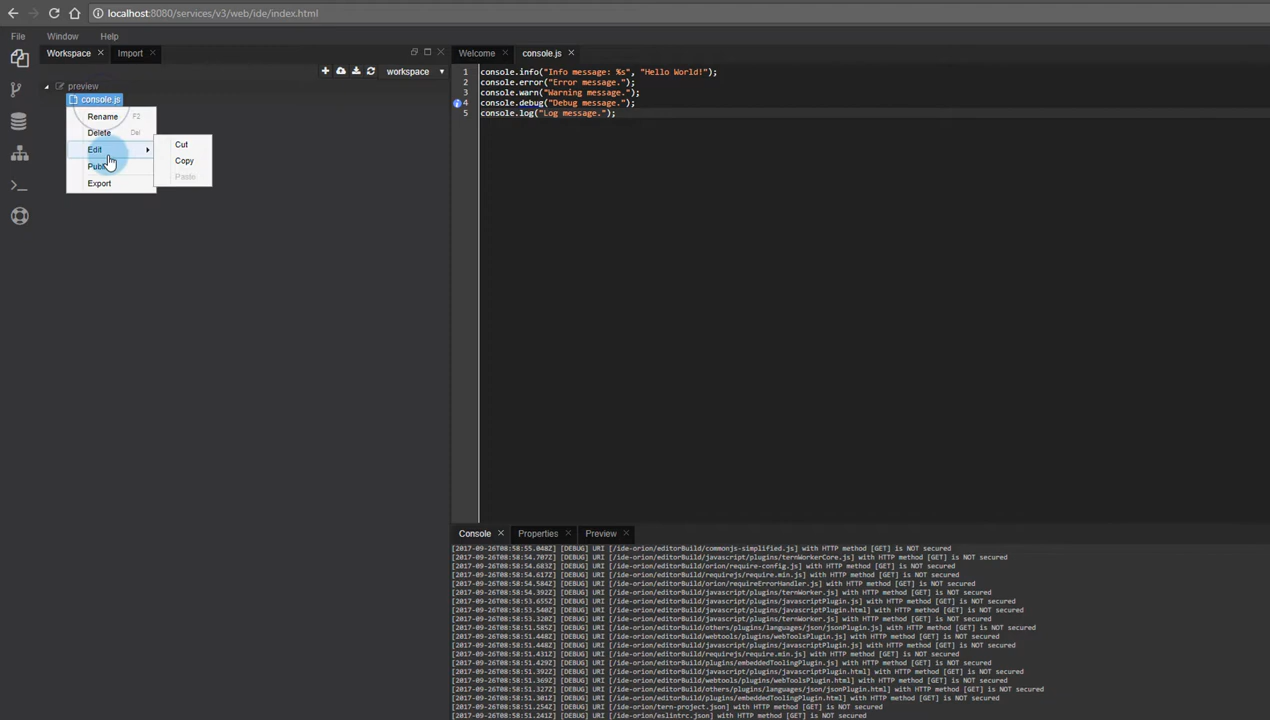 localhost:8080/services/v3/web/ide/index.html
File Window Help
Workspace Import
workspace
preview
console.js
Rename F2
Delete Del
Edit
Export
Cut
Copy
Paste
Welcome console.js
1 console.info("Info message: %s", "Hello World!");
2 console.error("Error message.");
3 console.warn("Warning message.");
4 console.debug("Debug message.");
5 console.log("Log message.");
Console Properties Preview
[2017-09-26T08:58:55.048Z] [DEBUG] URI [/ide-orion/editorBuild/commonjs-simplified.js] with HTTP method [GET] is NOT secured
[2017-09-26T08:58:54.707Z] [DEBUG] URI [/ide-orion/editorBuild/javascript/plugins/ternWorkerCore.js] with HTTP method [GET] is NOT secured
[2017-09-26T08:58:54.683Z] [DEBUG] URI [/ide-orion/editorBuild/orion/require-config.js] with HTTP method [GET] is NOT secured
[2017-09-26T08:58:54.617Z] [DEBUG] URI [/ide-orion/editorBuild/requirejs/require.min.js] with HTTP method [GET] is NOT secured
[2017-09-26T08:58:54.584Z] [DEBUG] URI [/ide-orion/editorBuild/orion/requireErrorHandler.js] with HTTP method [GET] is NOT secured
[2017-09-26T08:58:54.392Z] [DEBUG] URI [/ide-orion/editorBuild/javascript/plugins/ternWorker.js] with HTTP method [GET] is NOT secured
[2017-09-26T08:58:53.655Z] [DEBUG] URI [/ide-orion/editorBuild/javascript/plugins/javascriptPlugin.js] with HTTP method [GET] is NOT secured
[2017-09-26T08:58:53.540Z] [DEBUG] URI [/ide-orion/editorBuild/javascript/plugins/javascriptPlugin.html] with HTTP method [GET] is NOT secured
[2017-09-26T08:58:53.320Z] [DEBUG] URI [/ide-orion/editorBuild/javascript/plugins/ternWorker.js] with HTTP method [GET] is NOT secured
[2017-09-26T08:58:51.585Z] [DEBUG] URI [/ide-orion/editorBuild/others/plugins/languages/json/jsonPlugin.js] with HTTP method [GET] is NOT secured
[2017-09-26T08:58:51.448Z] [DEBUG] URI [/ide-orion/editorBuild/webtools/plugins/webToolsPlugin.js] with HTTP method [GET] is NOT secured
[2017-09-26T08:58:51.448Z] [DEBUG] URI [/ide-orion/editorBuild/javascript/plugins/javascriptPlugin.js] with HTTP method [GET] is NOT secured
[2017-09-26T08:58:51.431Z] [DEBUG] URI [/ide-orion/editorBuild/requirejs/require.min.js] with HTTP method [GET] is NOT secured
[2017-09-26T08:58:51.429Z] [DEBUG] URI [/ide-orion/editorBuild/plugins/embeddedToolingPlugin.js] with HTTP method [GET] is NOT secured
[2017-09-26T08:58:51.392Z] [DEBUG] URI [/ide-orion/editorBuild/javascript/plugins/javascriptPlugin.html] with HTTP method [GET] is NOT secured
[2017-09-26T08:58:51.369Z] [DEBUG] URI [/ide-orion/editorBuild/webtools/plugins/webToolsPlugin.html] with HTTP method [GET] is NOT secured
[2017-09-26T08:58:51.327Z] [DEBUG] URI [/ide-orion/editorBuild/others/plugins/languages/json/jsonPlugin.html] with HTTP method [GET] is NOT secured
[2017-09-26T08:58:51.301Z] [DEBUG] URI [/ide-orion/editorBuild/plugins/embeddedToolingPlugin.html] with HTTP method [GET] is NOT secured
[2017-09-26T08:58:51.254Z] [DEBUG] URI [/ide-orion/tern-project.json] with HTTP method [GET] is NOT secured
[2017-09-26T08:58:51.241Z] [DEBUG] URI [/ide-orion/eslintrc.json] with HTTP method [GET] is NOT secured